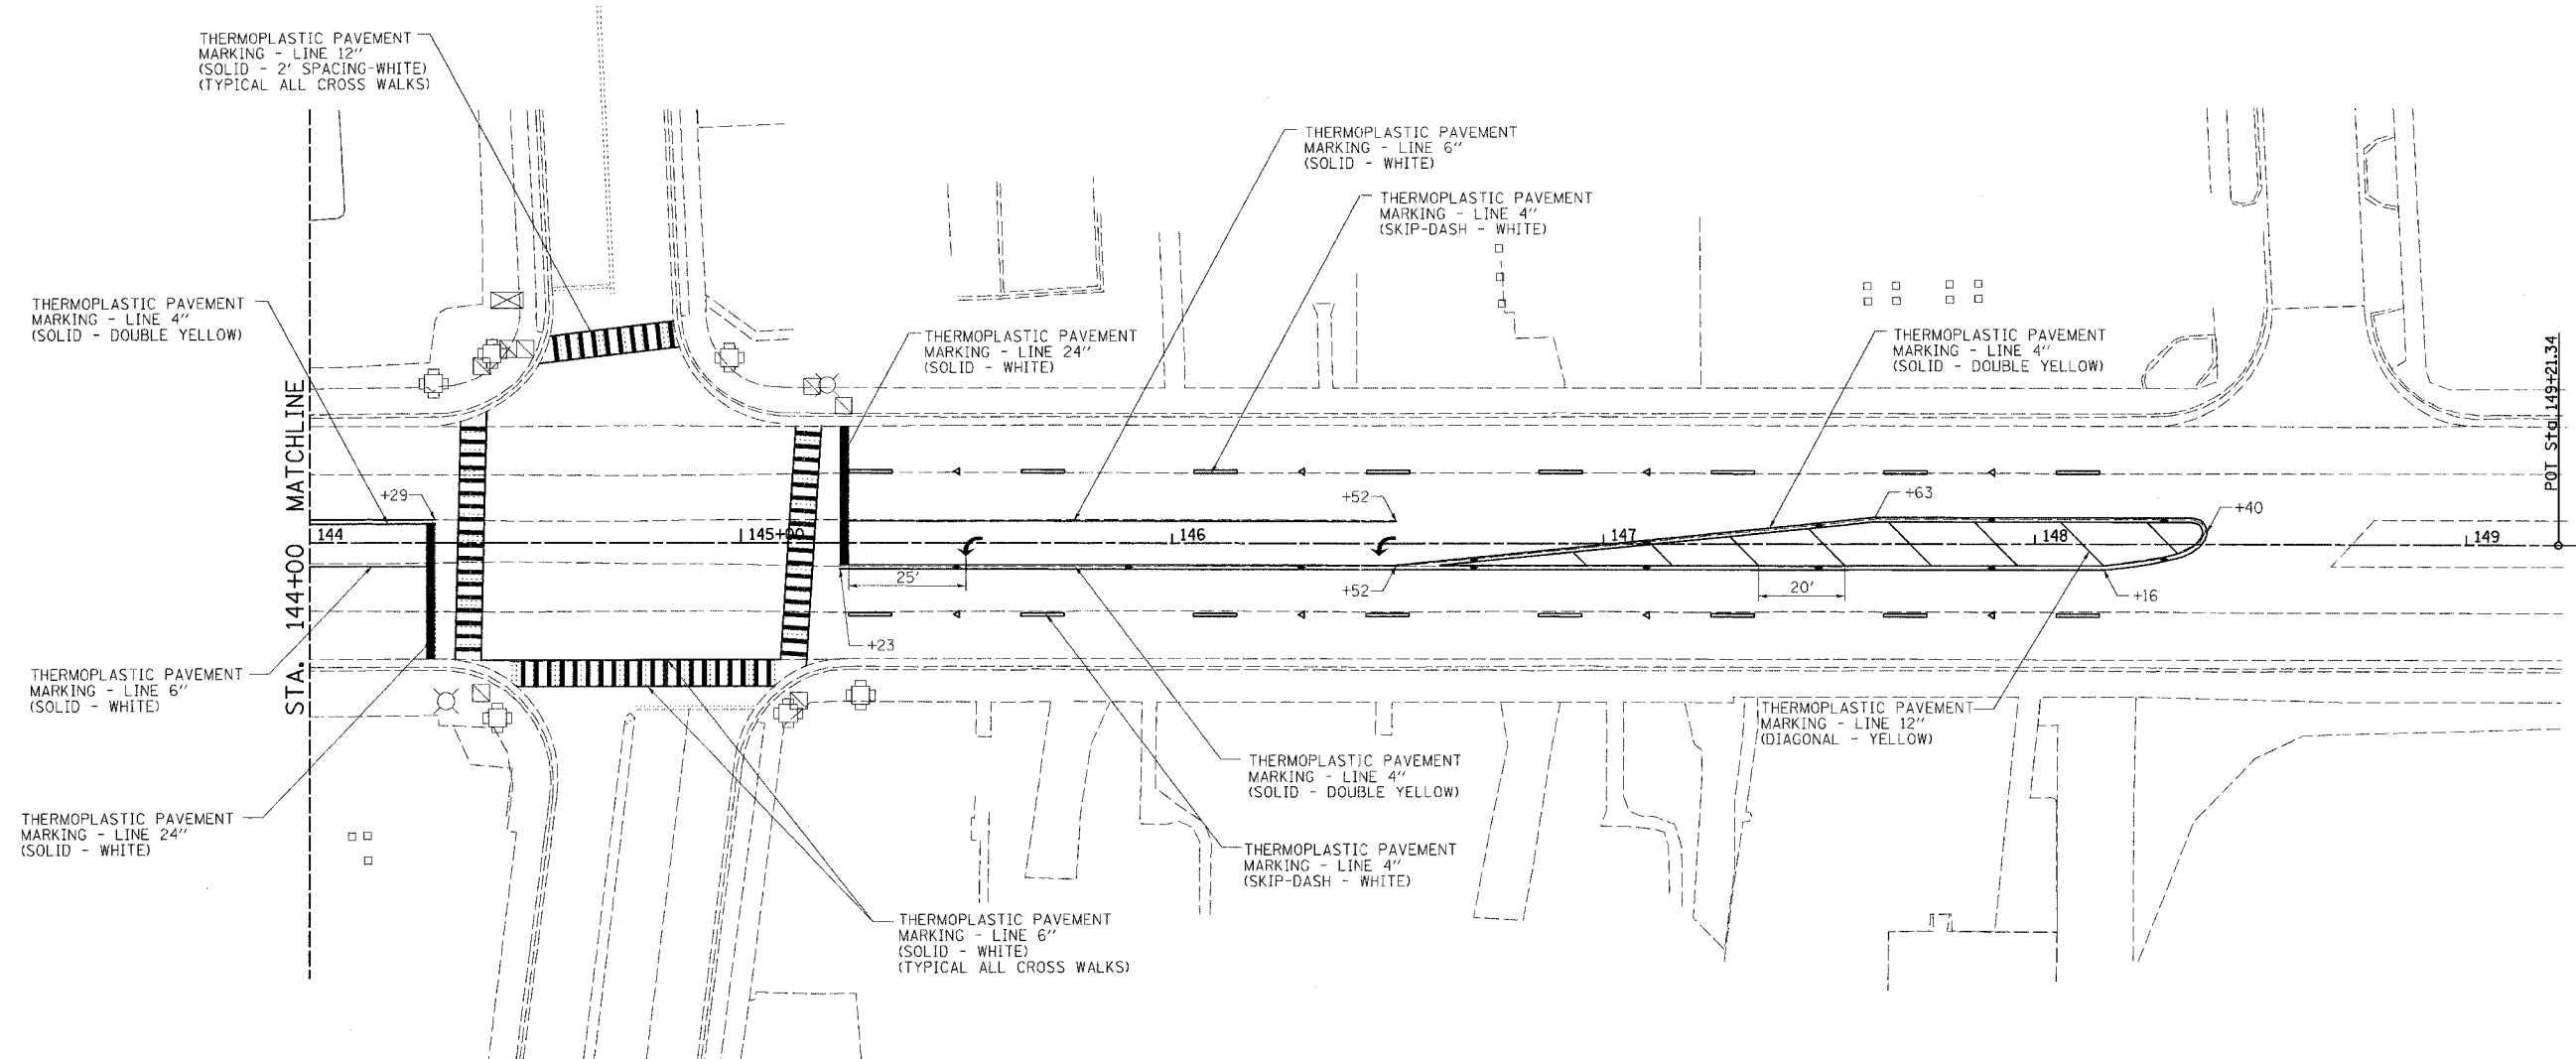 THERMOPLASTIC PAVEMENT
MARKING - LINE 12"
(SOLID - 2' SPACING-WHITE)
(TYPICAL ALL CROSS WALKS)
THERMOPLASTIC PAVEMENT
MARKING - LINE 6"
(SOLID - WHITE)
THERMOPLASTIC PAVEMENT
MARKING - LINE 4"
(SKIP-DASH - WHITE)
THERMOPLASTIC PAVEMENT
MARKING - LINE 4"
(SOLID - DOUBLE YELLOW)
THERMOPLASTIC PAVEMENT
MARKING - LINE 24"
(SOLID - WHITE)
THERMOPLASTIC PAVEMENT
MARKING - LINE 4"
(SOLID - DOUBLE YELLOW)
STA. 144+00 MATCHLINE
POT Sta 149+21.34
+29
+52
+63
+40
144
145+00
146
147
148
149
25'
+52
20'
+16
+23
THERMOPLASTIC PAVEMENT
MARKING - LINE 6"
(SOLID - WHITE)
THERMOPLASTIC PAVEMENT
MARKING - LINE 12"
(DIAGONAL - YELLOW)
THERMOPLASTIC PAVEMENT
MARKING - LINE 4"
(SOLID - DOUBLE YELLOW)
THERMOPLASTIC PAVEMENT
MARKING - LINE 24"
(SOLID - WHITE)
THERMOPLASTIC PAVEMENT
MARKING - LINE 4"
(SKIP-DASH - WHITE)
THERMOPLASTIC PAVEMENT
MARKING - LINE 6"
(SOLID - WHITE)
(TYPICAL ALL CROSS WALKS)